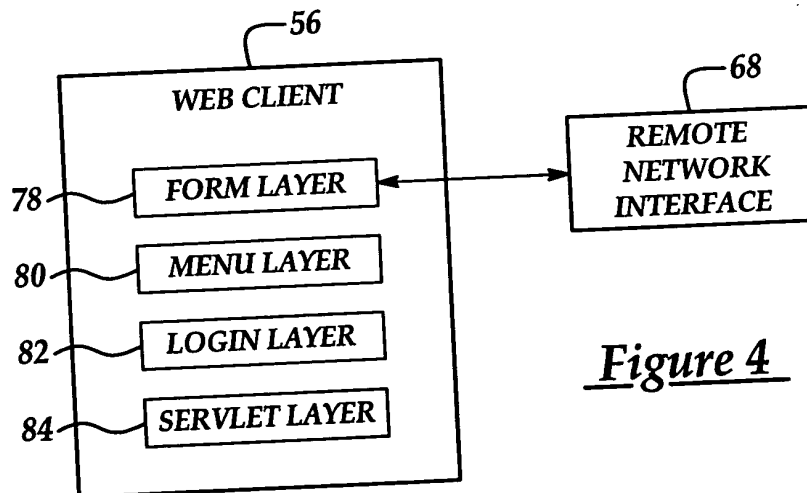 56
WEB CLIENT
68
REMOTE
NETWORK
INTERFACE
78
FORM LAYER
80
MENU LAYER
82
LOGIN LAYER
84
SERVLET LAYER
Figure 4